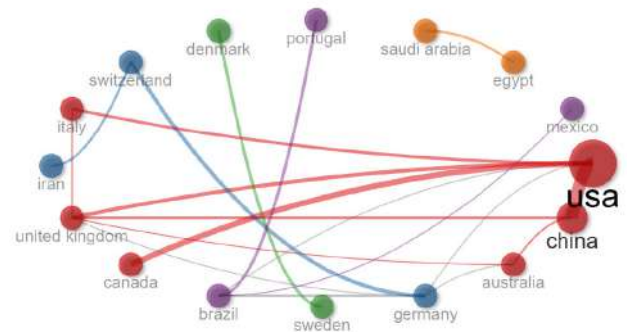 portugal
denmark
saudi arabia
egypt
switzerland
italy
mexico
iran
usa
united kingdom
china
canada
australia
brazil
germany
sweden